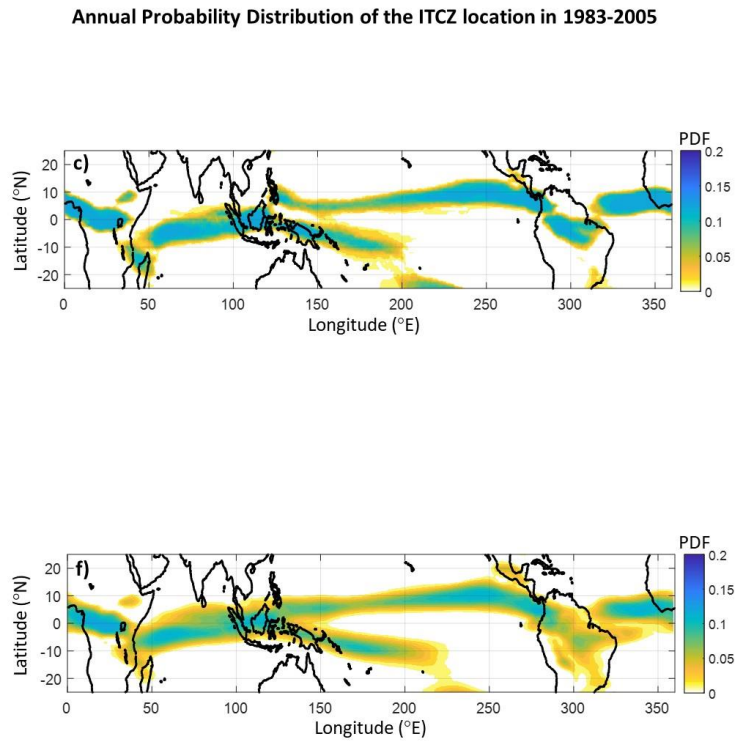 Annual Probability Distribution of the ITCZ location in 1983-2005
PDF
c)
20
10
0
-10
-20
Latitude (°N)
0 50 100 150 200 250 300 350
Longitude (°E)
0.2
0.15
0.1
0.05
0
PDF
f)
20
10
0
-10
-20
Latitude (°N)
0 50 100 150 200 250 300 350
Longitude (°E)
0.2
0.15
0.1
0.05
0